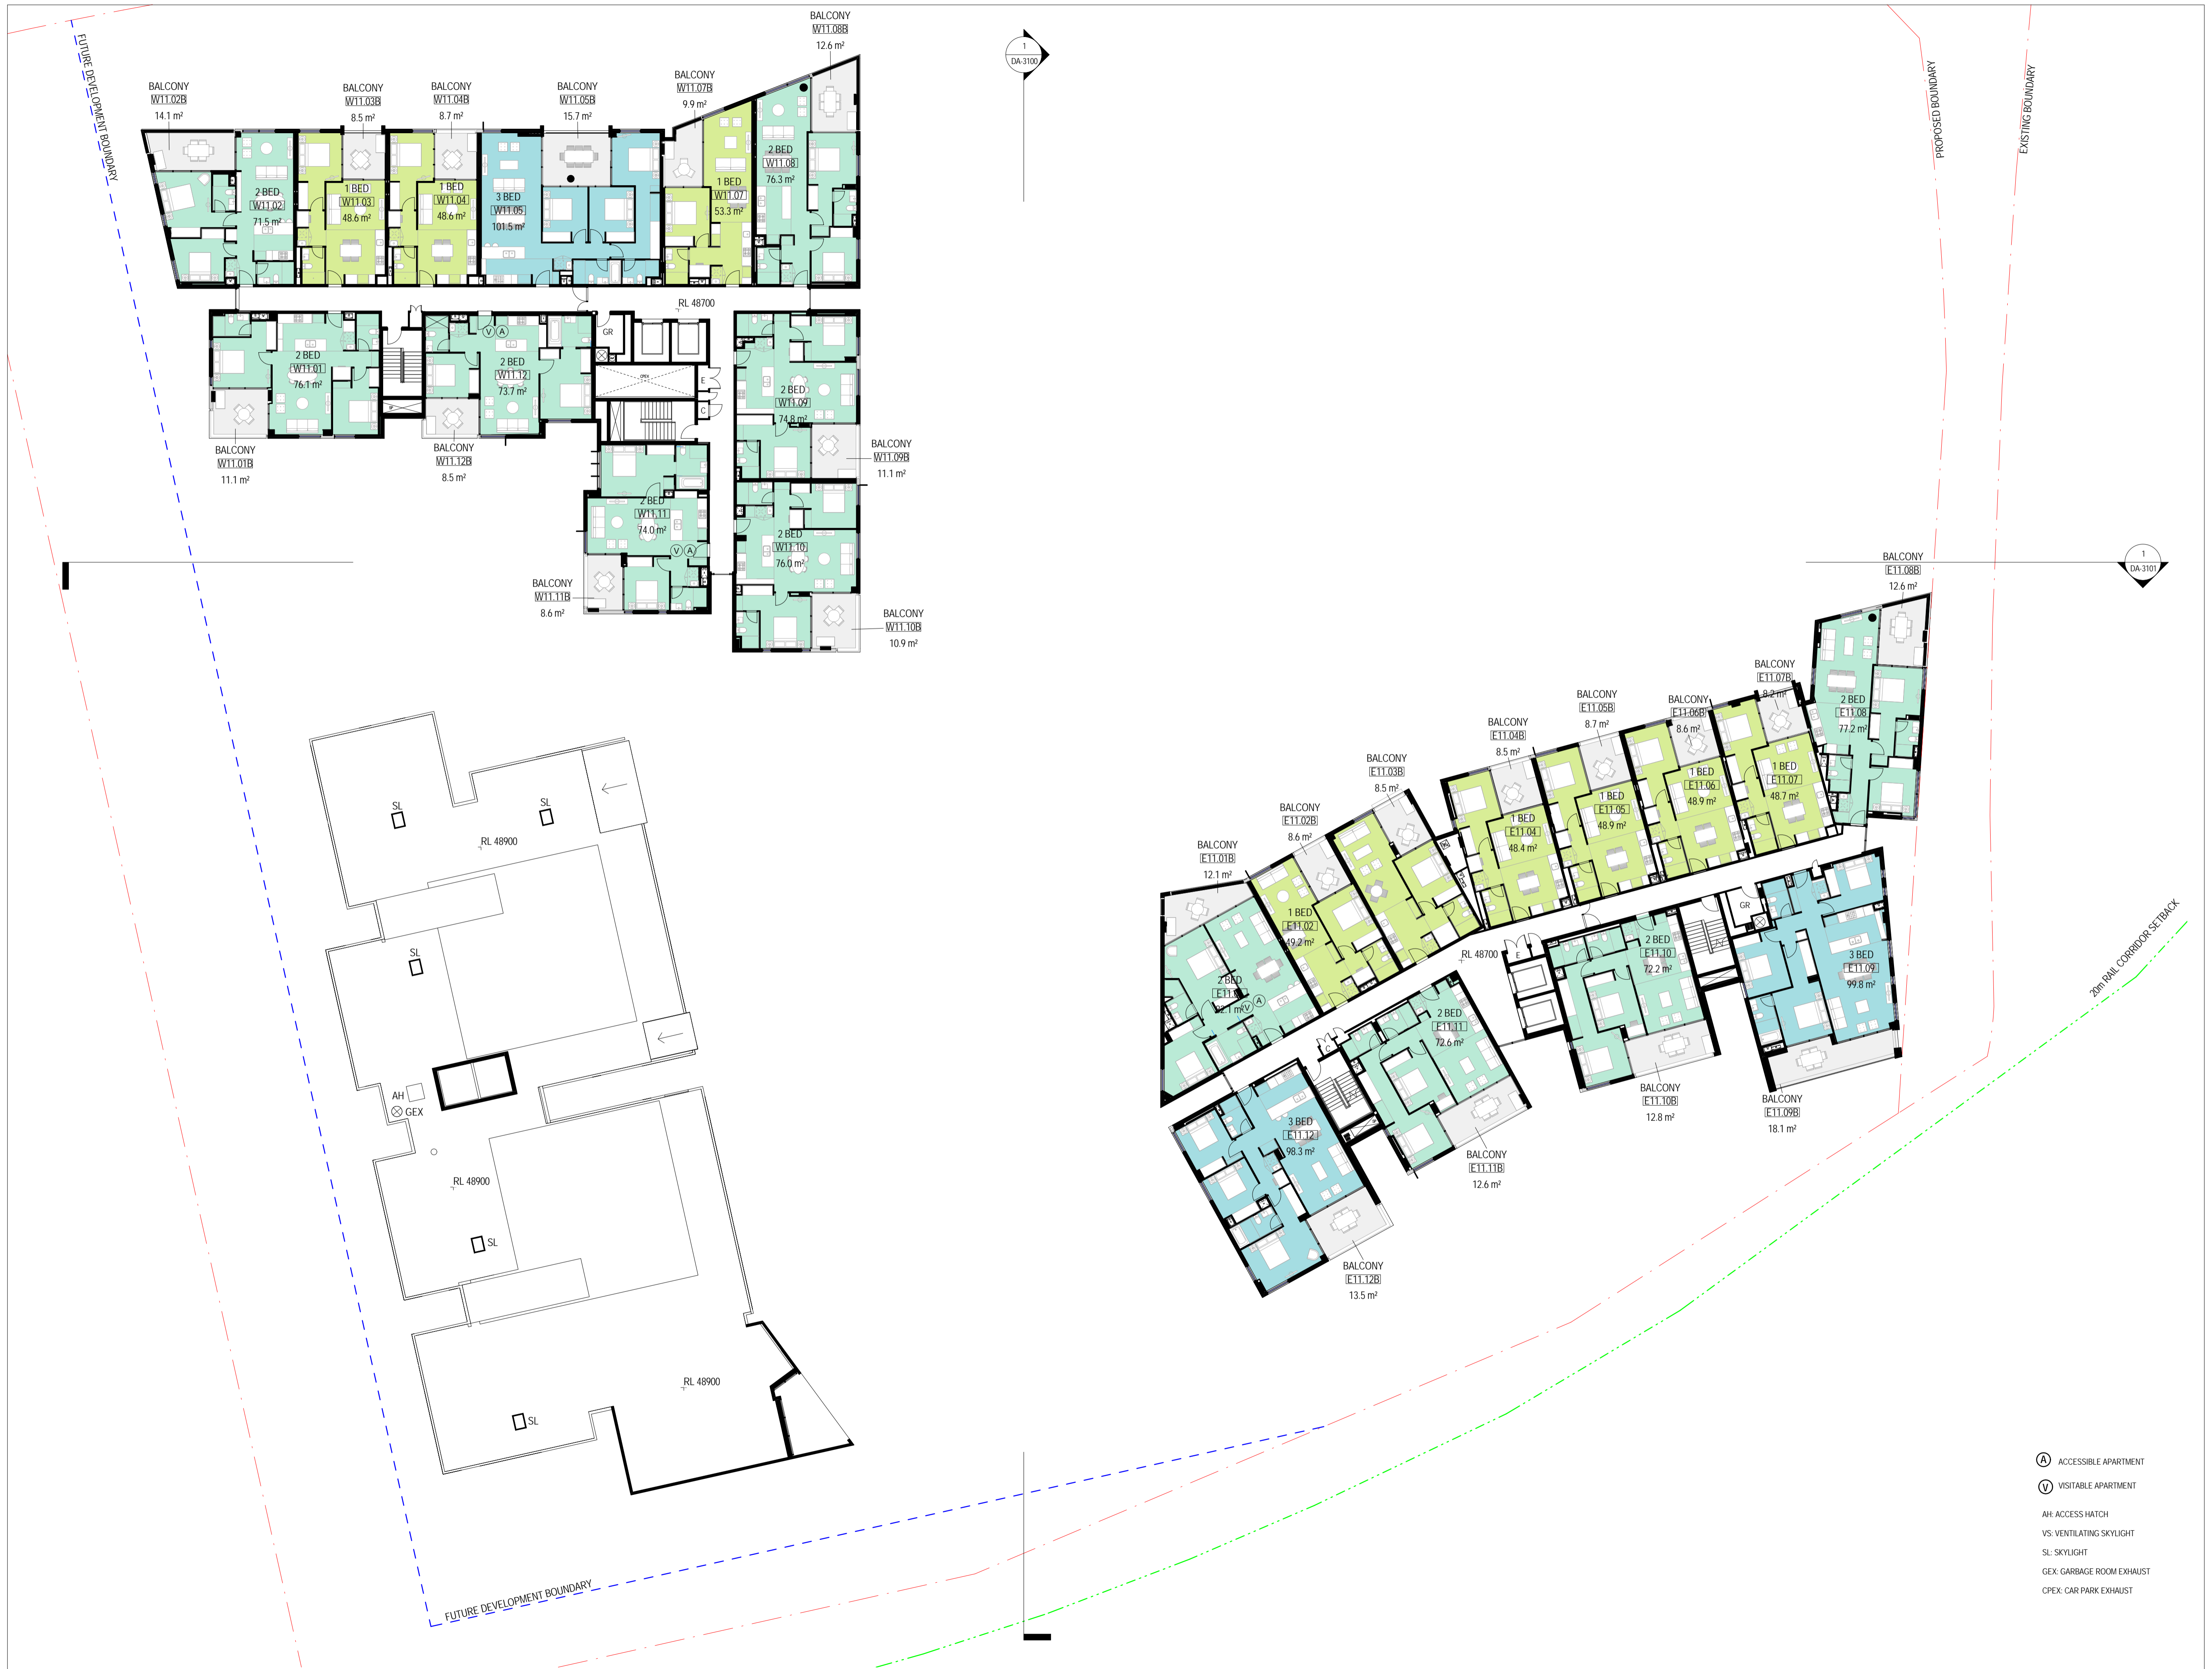 BALCONY
W11.08B
12.6 m²
BALCONY
W11.07B
9.9 m²
BALCONY
W11.02B
14.1 m²
BALCONY
W11.03B
8.5 m²
BALCONY
W11.04B
8.7 m²
BALCONY
W11.05B
15.7 m²
FUTURE DEVELOPMENT BOUNDARY
1
DA-3100
PROPOSED BOUNDARY
EXISTING BOUNDARY
2 BED
W11.02
71.5 m²
1 BED
W11.03
48.6 m²
1 BED
W11.04
48.6 m²
3 BED
W11.05
101.5 m²
1 BED
W11.07
53.3 m²
2 BED
W11.08
76.3 m²
RL 48700
GR
CPEX
E
C
2 BED
W11.01
76.1 m²
V A
2 BED
W11.12
73.7 m²
2 BED
W11.09
74.8 m²
BALCONY
W11.01B
11.1 m²
BALCONY
W11.12B
8.5 m²
BALCONY
W11.09B
11.1 m²
2 BED
W11.11
74.0 m²
V A
2 BED
W11.10
76.0 m²
BALCONY
W11.11B
8.6 m²
BALCONY
W11.10B
10.9 m²
1
DA-3101
BALCONY
E11.08B
12.6 m²
BALCONY
E11.07B
8.2 m²
BALCONY
E11.06B
8.6 m²
BALCONY
E11.05B
8.7 m²
BALCONY
E11.04B
8.5 m²
BALCONY
E11.03B
8.5 m²
BALCONY
E11.02B
8.6 m²
BALCONY
E11.01B
12.1 m²
2 BED
E11.08
77.2 m²
1 BED
E11.07
48.7 m²
1 BED
E11.06
48.9 m²
1 BED
E11.05
48.9 m²
1 BED
E11.04
48.4 m²
1 BED
E11.02
49.2 m²
2 BED
V A
RL 48700
E
C
GR
2 BED
E11.10
72.2 m²
3 BED
E11.09
99.8 m²
2 BED
E11.11
72.6 m²
3 BED
E11.12
98.3 m²
BALCONY
E11.10B
12.8 m²
BALCONY
E11.09B
18.1 m²
BALCONY
E11.11B
12.6 m²
BALCONY
E11.12B
13.5 m²
20m RAIL CORRIDOR SETBACK
SL
SL
RL 48900
SL
AH
GEX
RL 48900
SL
RL 48900
SL
FUTURE DEVELOPMENT BOUNDARY
A ACCESSIBLE APARTMENT
V VISITABLE APARTMENT
AH: ACCESS HATCH
VS: VENTILATING SKYLIGHT
SL: SKYLIGHT
GEX: GARBAGE ROOM EXHAUST
CPEX: CAR PARK EXHAUST